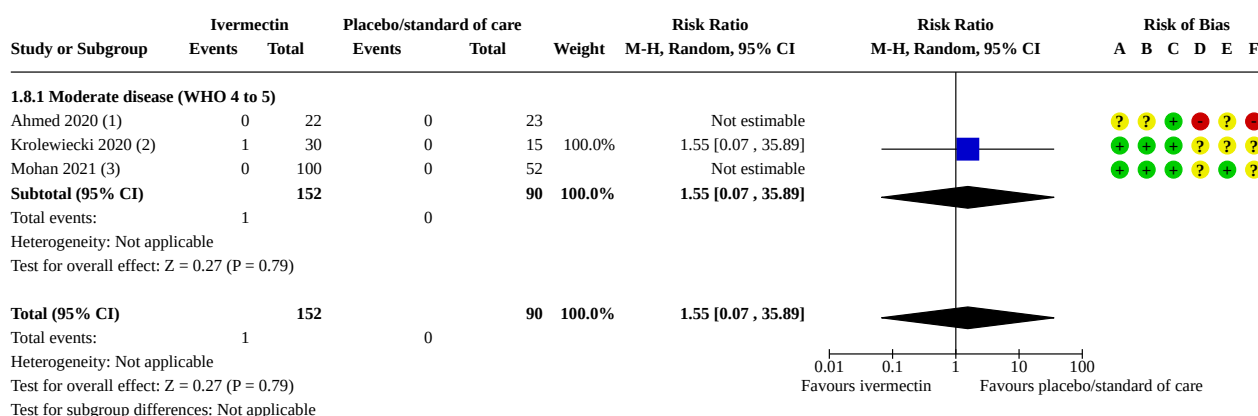 Ivermectin Placebo/standard of care Risk Ratio Risk Ratio Risk of Bias
Study or Subgroup Events Total Events Total Weight M-H, Random, 95% CI M-H, Random, 95% CI A B C D E F
1.8.1 Moderate disease (WHO 4 to 5)
Ahmed 2020 (1) 0 22 0 23 Not estimable ? ? + - ? -
Krolewiecki 2020 (2) 1 30 0 15 100.0% 1.55 [0.07 , 35.89] + + + ? ? ?
Mohan 2021 (3) 0 100 0 52 Not estimable + + + ? + ?
Subtotal (95% CI) 152 90 100.0% 1.55 [0.07 , 35.89]
Total events: 1 0
Heterogeneity: Not applicable
Test for overall effect: Z = 0.27 (P = 0.79)
Total (95% CI) 152 90 100.0% 1.55 [0.07 , 35.89]
Total events: 1 0
Heterogeneity: Not applicable
0.01 0.1 1 10 100
Test for overall effect: Z = 0.27 (P = 0.79) Favours ivermectin Favours placebo/standard of care
Test for subgroup differences: Not applicable